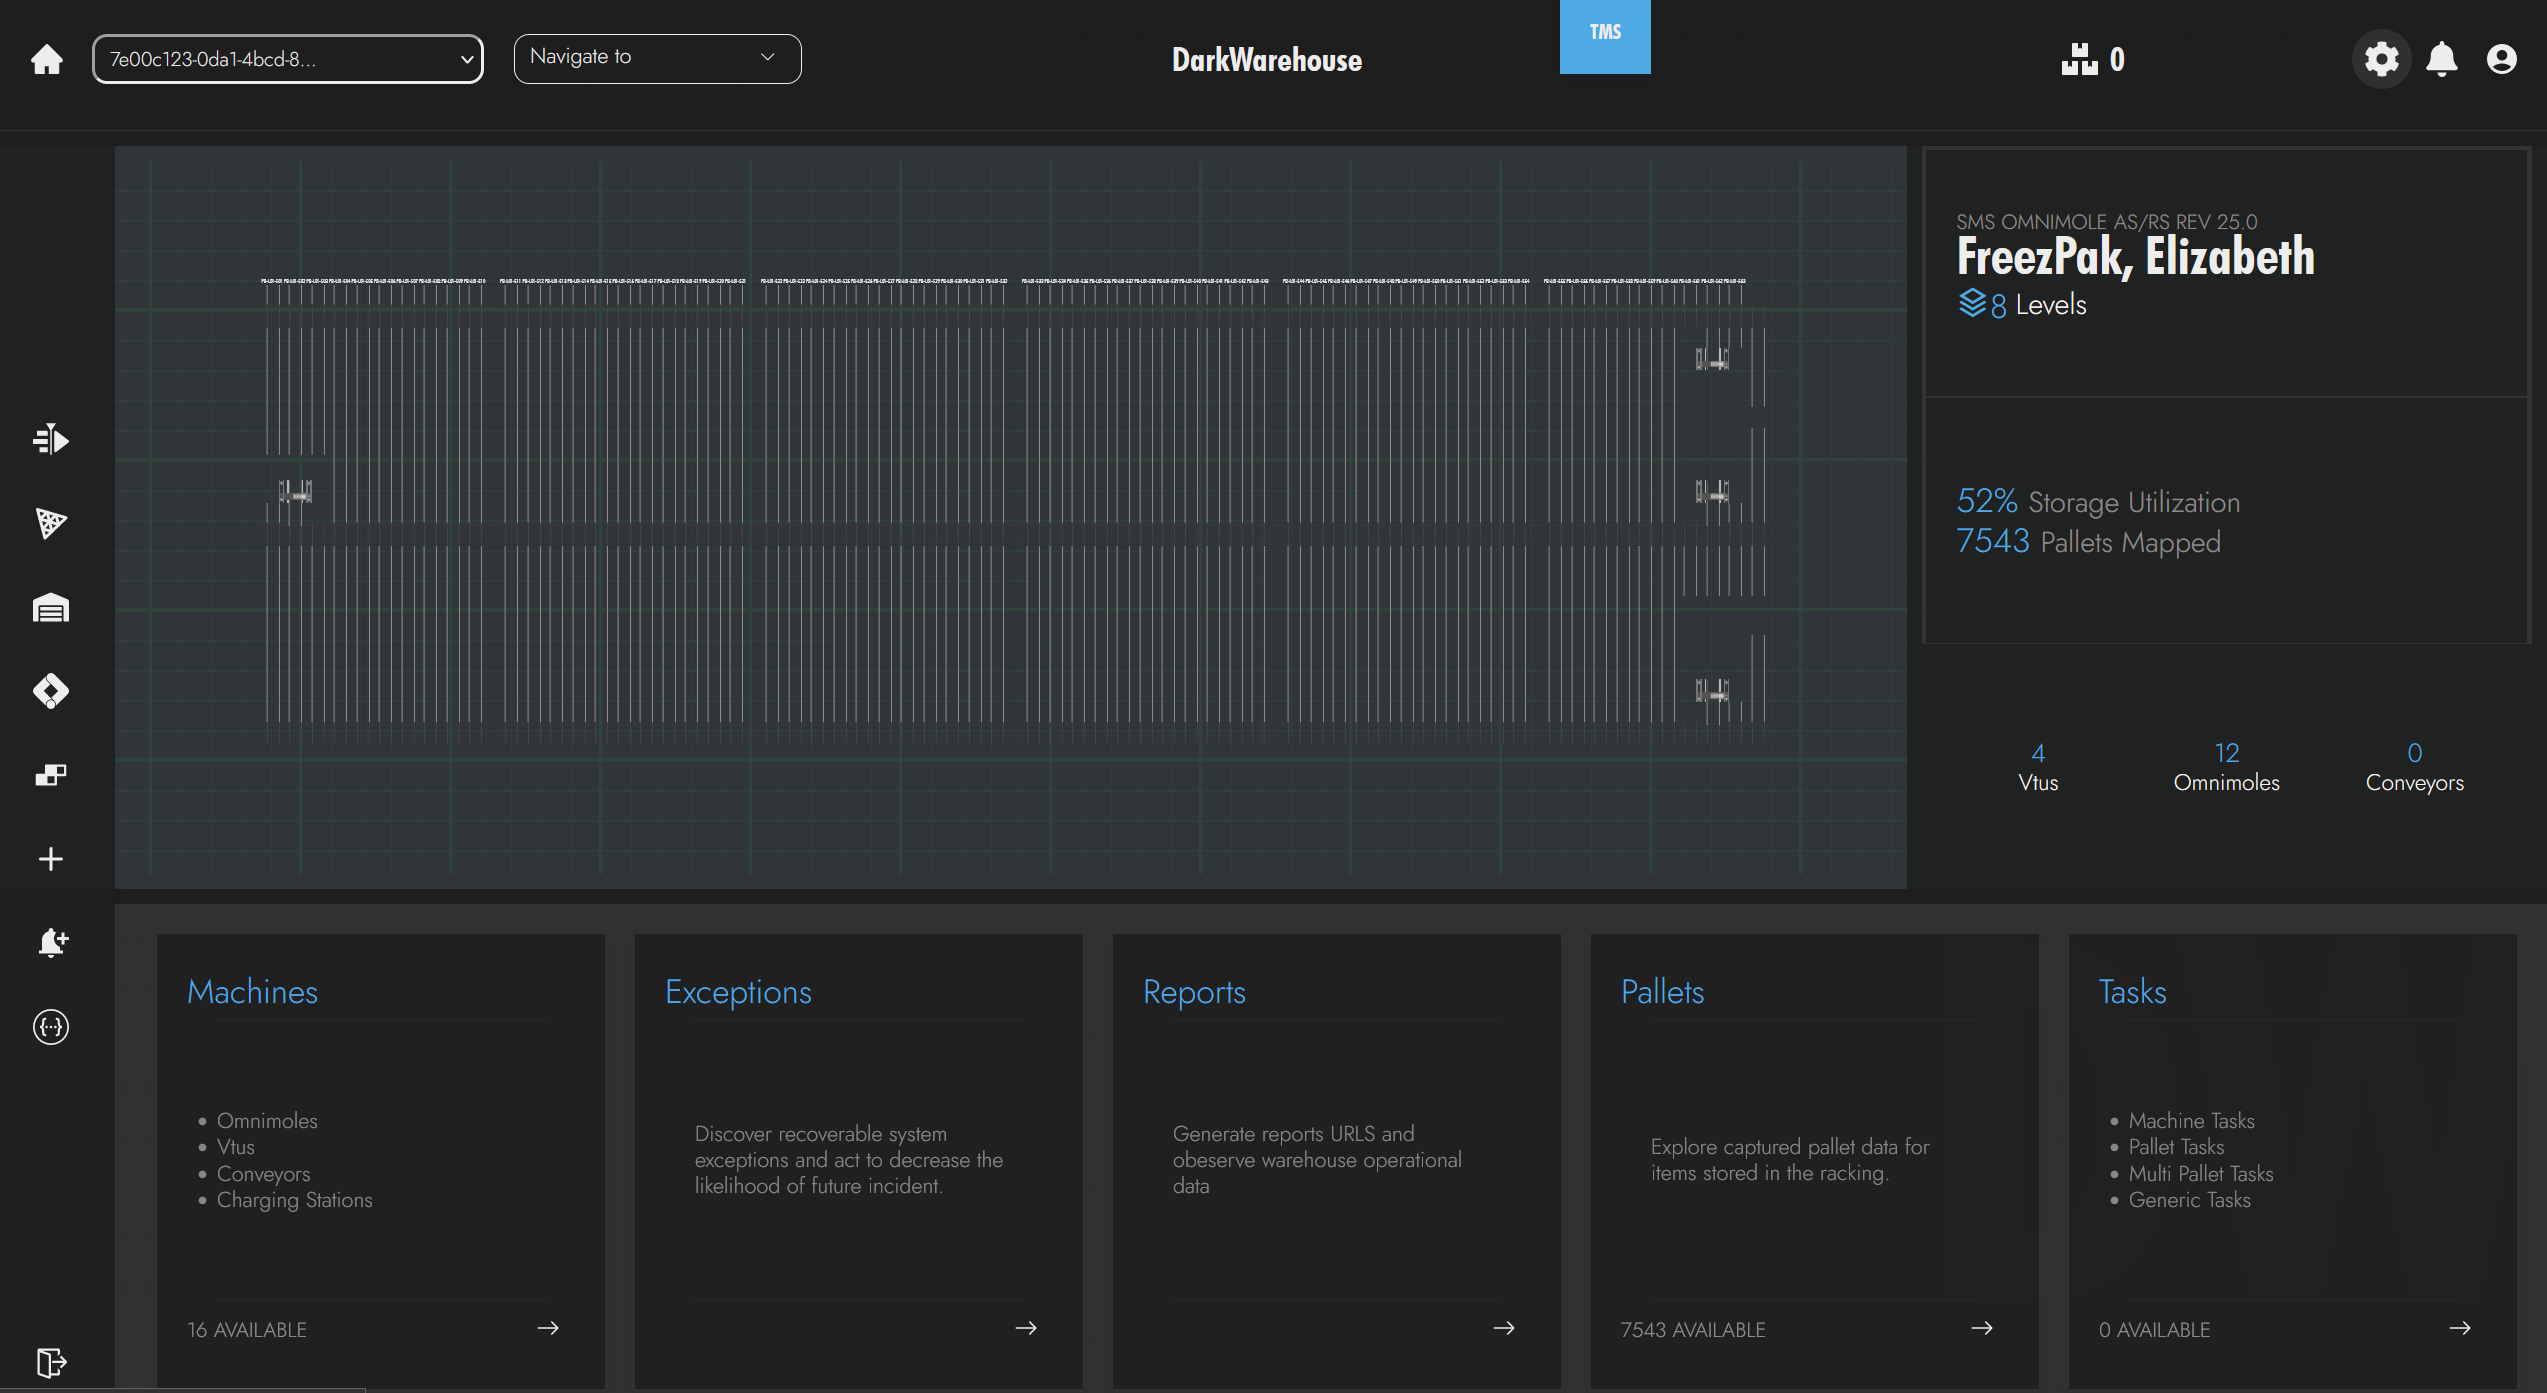 7e00c123-0da1-4bcd-8...
Navigate to
DarkWarehouse
TMS
0
SMS OMNIMOLE AS/RS REV 25.0
FreezPak, Elizabeth
8 Levels
52% Storage Utilization
7543 Pallets Mapped
4
Vtus
12
Omnimoles
0
Conveyors
Machines
Omnimoles
Vtus
Conveyors
Charging Stations
16 AVAILABLE
Exceptions
Discover recoverable system
exceptions and act to decrease the
likelihood of future incident.
Reports
Generate reports URLS and
obeserve warehouse operational
data
Pallets
Explore captured pallet data for
items stored in the racking.
7543 AVAILABLE
Tasks
Machine Tasks
Pallet Tasks
Multi Pallet Tasks
Generic Tasks
0 AVAILABLE